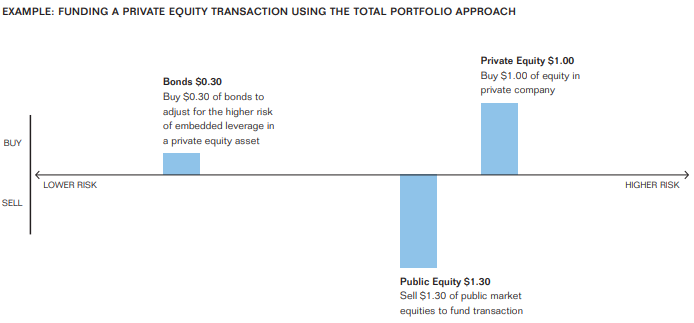 EXAMPLE: FUNDING A PRIVATE EQUITY TRANSACTION USING THE TOTAL PORTFOLIO APPROACH
Private Equity $1.00
Buy $1.00 of equity in
private company
Bonds $0.30
Buy $0.30 of bonds to
adjust for the higher risk
of embedded leverage in
a private equity asset
BUY
LOWER RISK
HIGHER RISK
SELL
Public Equity $1.30
Sell $1.30 of public market
equities to fund transaction